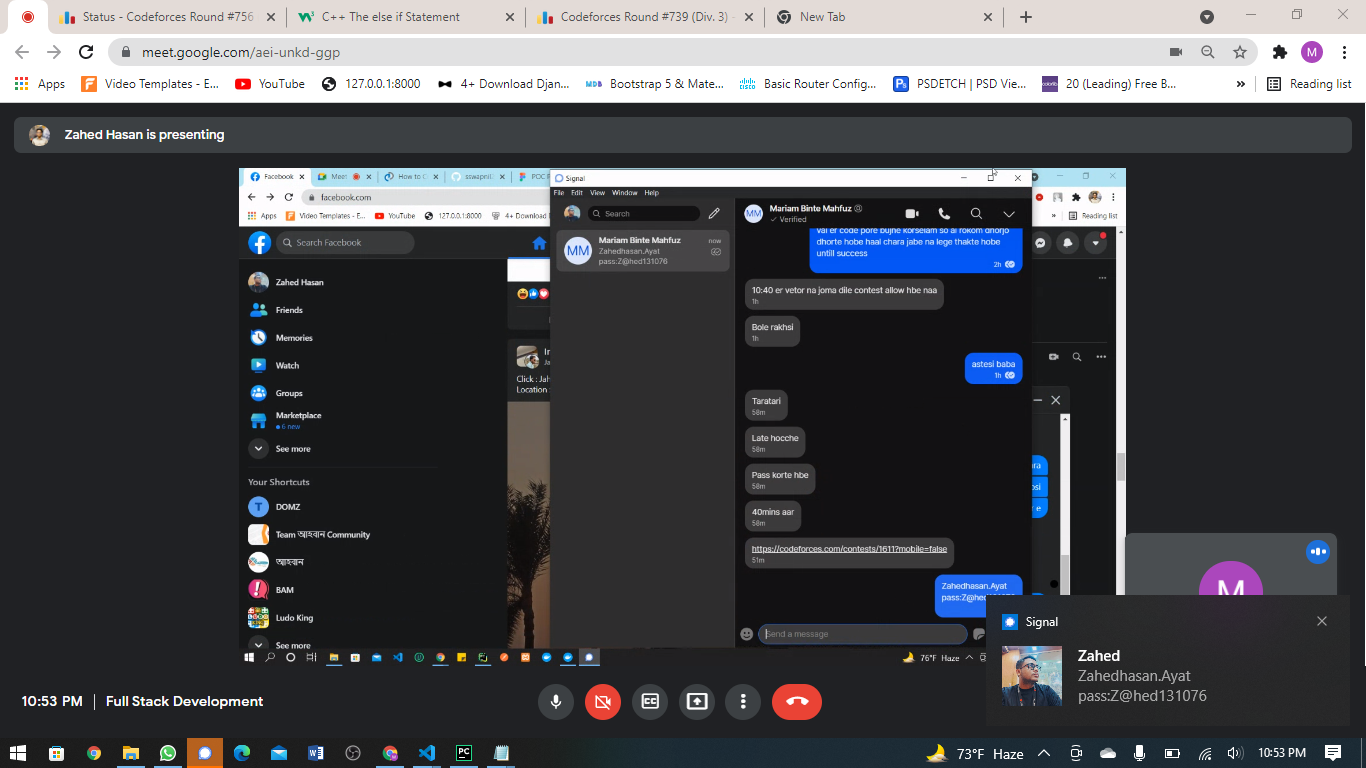 Status - Codeforces Round #756
C++ The else if Statement
Codeforces Round #739 (Div. 3) -
New Tab
meet.google.com/aei-unkd-ggp
M
Apps
Video Templates - E...
YouTube
127.0.0.1:8000
4+ Download Djan...
Bootstrap 5 & Mate...
Basic Router Config...
PSDETCH | PSD Vie...
20 (Leading) Free B...
»
Reading list
Zahed Hasan is presenting
Facebook
Meet
How to C
sswapnil
POC F
facebook.com
Apps
Video Templates - E...
YouTube
127.0.0.1:8000
4+ Downloa
Reading list
Search Facebook
Zahed Hasan
Friends
Memories
Watch
Groups
Marketplace
6 new
See more
Your Shortcuts
T DOMZ
Team আহবান Community
আহবান
BAM
Ludo King
See more
Click : Jah
Location
Signal
File Edit View Window Help
Search
MM
Mariam Binte Mahfuz
now
Zahedhasan.Ayat
pass:Z@hed131076
MM
Mariam Binte Mahfuz
Verified
vai er code pore bujhe korselam so ai rokom dhorjo
dhorte hobe haal chara jabe na lege thakte hobe
untill success
2h
10:40 er vetor na joma dile contest allow hbe naa
1h
Bole rakhsi
1h
astesi baba
1h
Taratari
58m
Late hocche
58m
Pass korte hbe
58m
40mins aar
58m
https://codeforces.com/contests/1611?mobile=false
51m
Zahedhasan.Ayat
pass:Z@hed
Send a message
76°F Haze
M
Signal
Zahed
Zahedhasan.Ayat
pass:Z@hed131076
10:53 PM
Full Stack Development
73°F Haze
10:53 PM